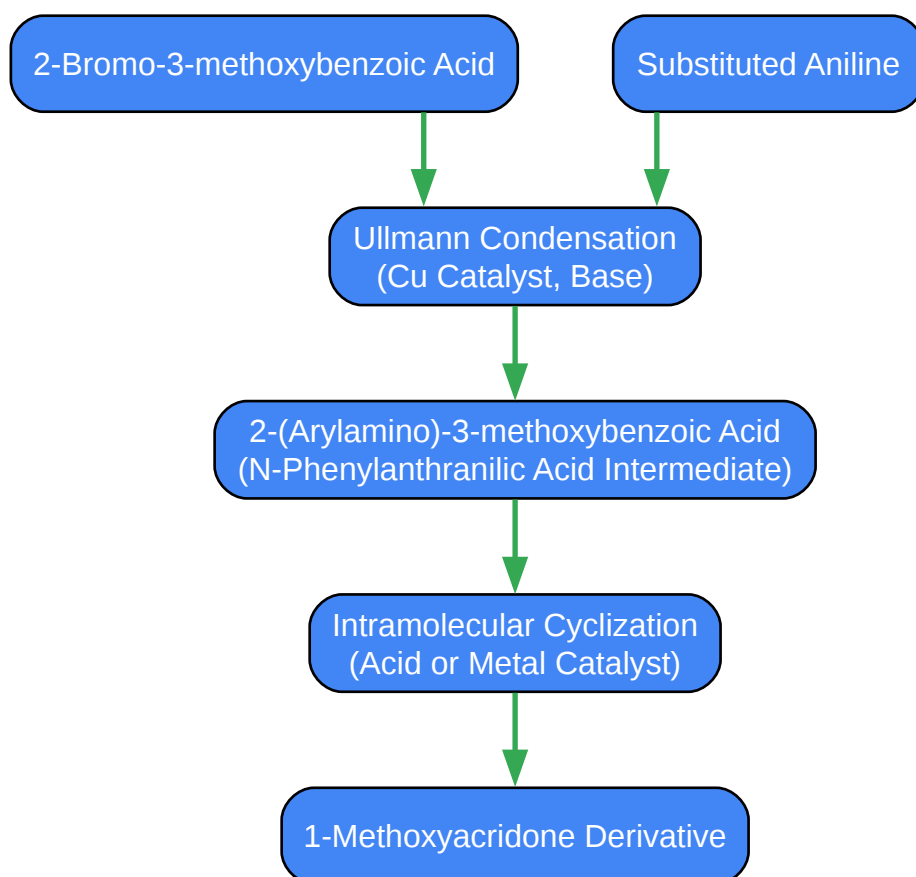 2-Bromo-3-methoxybenzoic Acid
Substituted Aniline
Ullmann Condensation
(Cu Catalyst, Base)
2-(Arylamino)-3-methoxybenzoic Acid
(N-Phenylanthranilic Acid Intermediate)
Intramolecular Cyclization
(Acid or Metal Catalyst)
1-Methoxyacridone Derivative